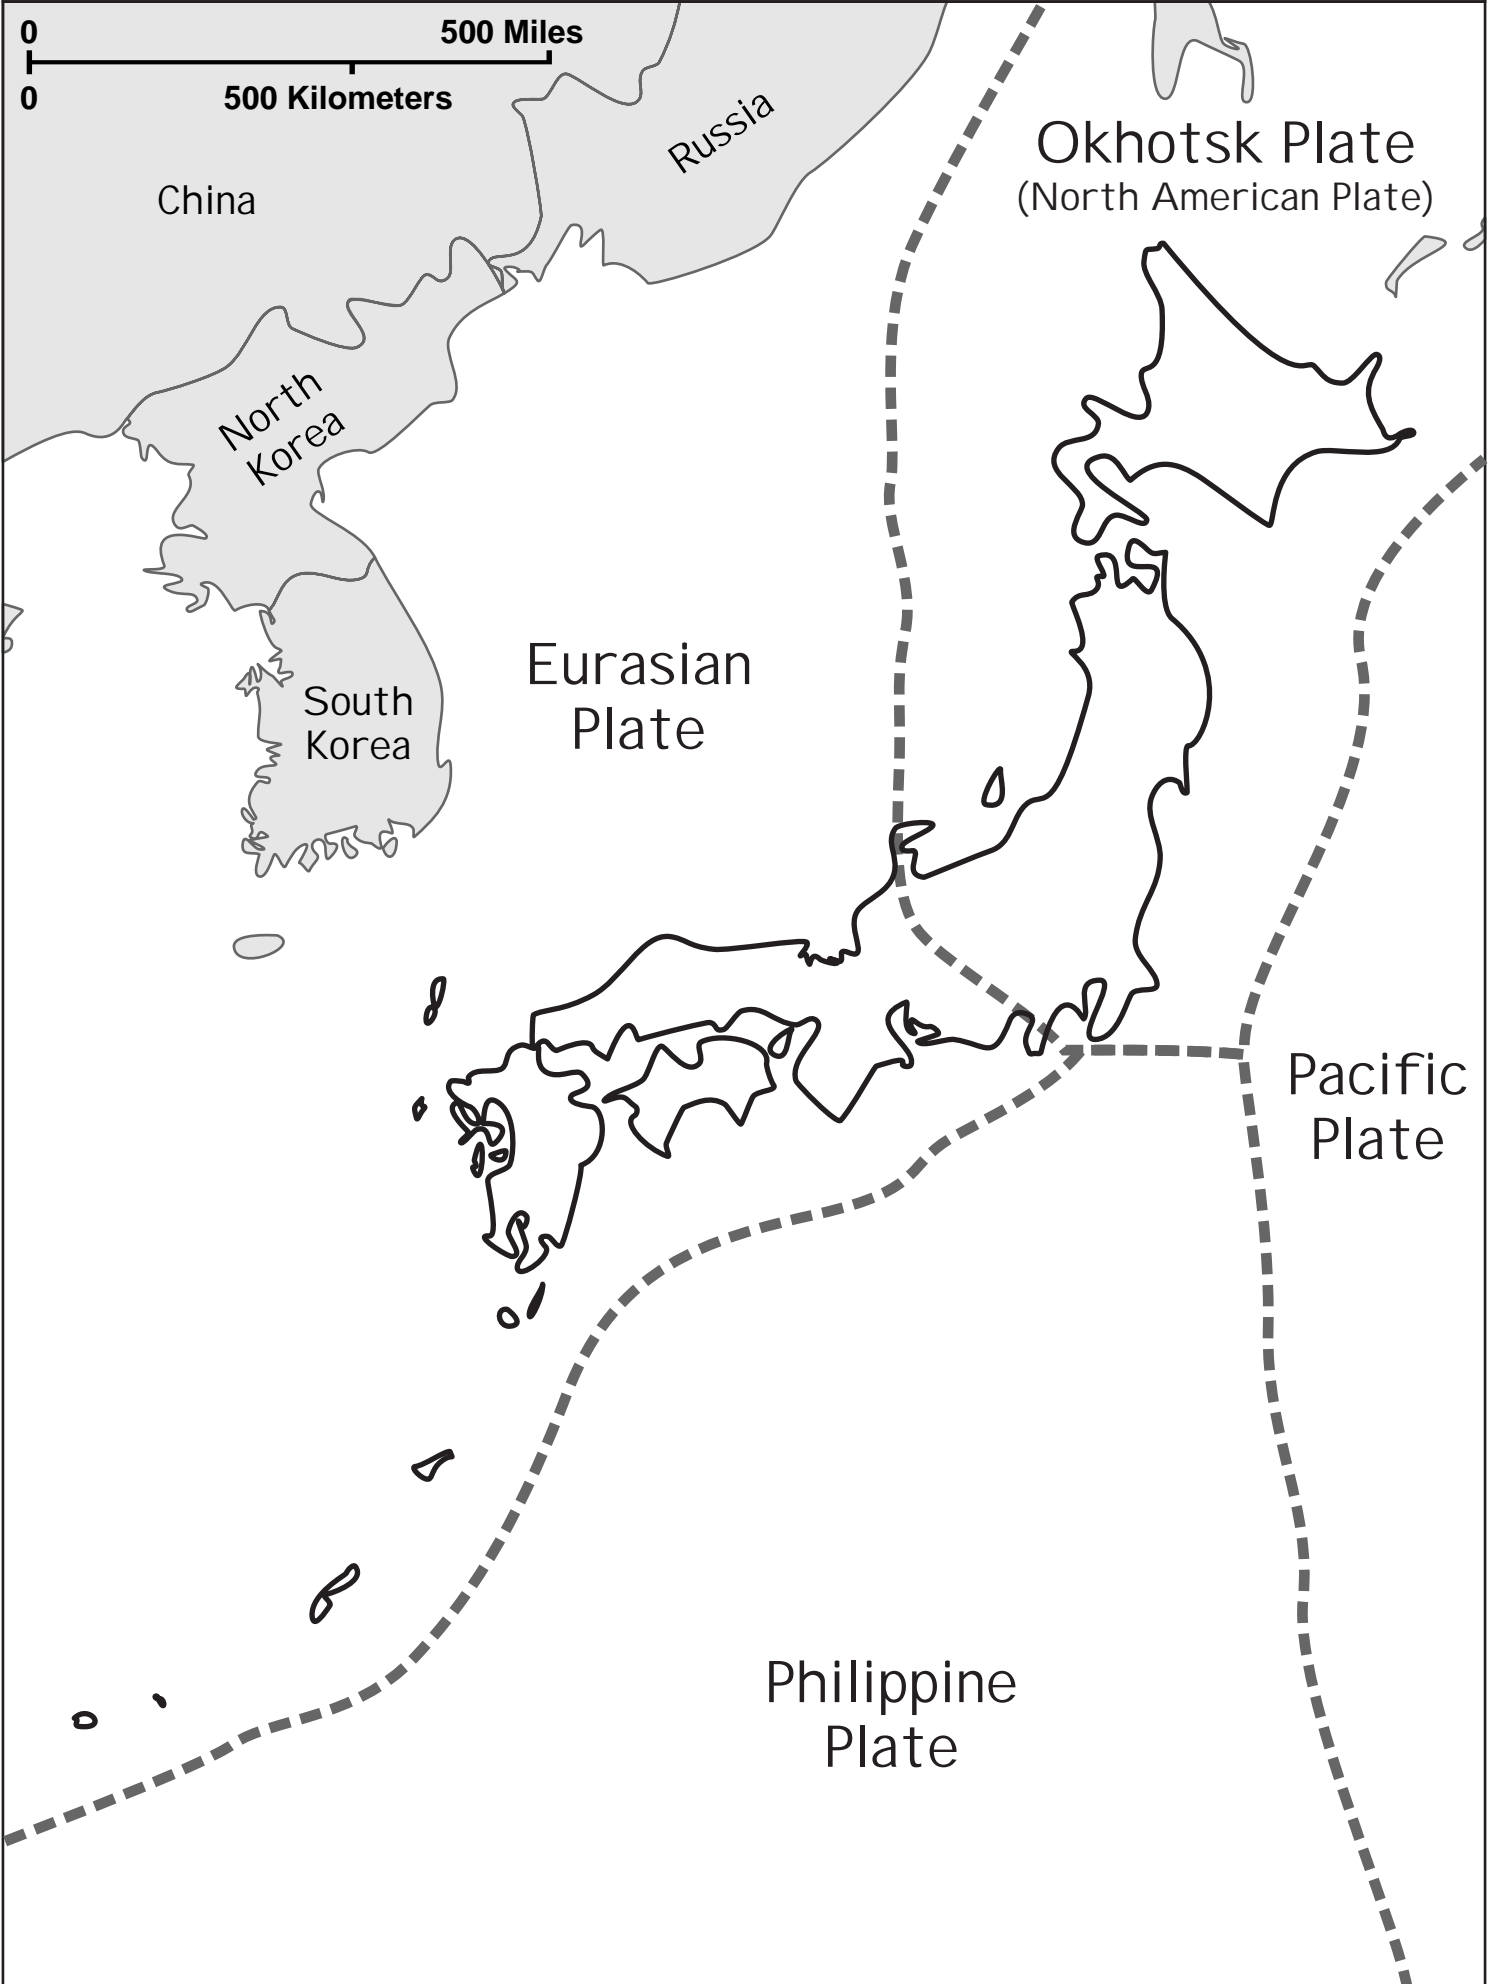 0 500 Miles
0 500 Kilometers
Russia
Okhotsk Plate
(North American Plate)
China
North
Korea
Eurasian
Plate
South
Korea
Pacific
Plate
Philippine
Plate